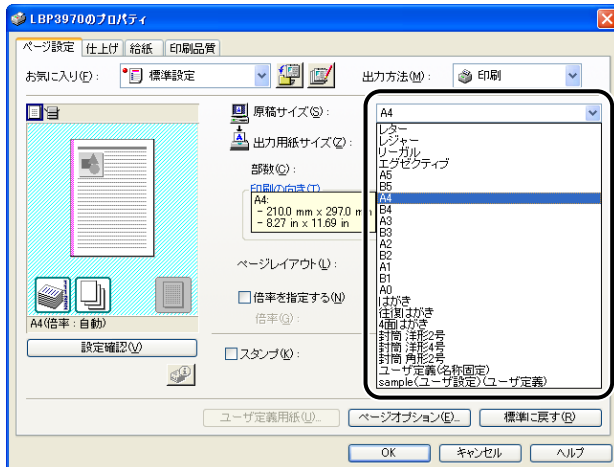 LBP3970のプロパティ
ページ設定 仕上げ 給紙 印刷品質
お気に入り(F): 標準設定 出力方法(M): 印刷
原稿サイズ(S): A4
出力用紙サイズ(Z):
部数(C):
印刷の向き(T)
A4:
- 210.0 mm x 297.0 mm
- 8.27 in x 11.69 in
ページレイアウト(L):
倍率を指定する(N)
倍率(G):
スタンプ(K):
レター
レジャー
リーガル
エグゼクティブ
A5
B5
A4
B4
A3
B3
A2
B2
A1
B1
A0
はがき
往復はがき
4面はがき
封筒 洋形2号
封筒 洋形4号
封筒 角形2号
ユーザ定義(名称固定)
sample(ユーザ設定)(ユーザ定義)
A4(倍率：自動)
設定確認(V)
ユーザ定義用紙(U)... ページオプション(E)... 標準に戻す(R)
OK キャンセル ヘルプ